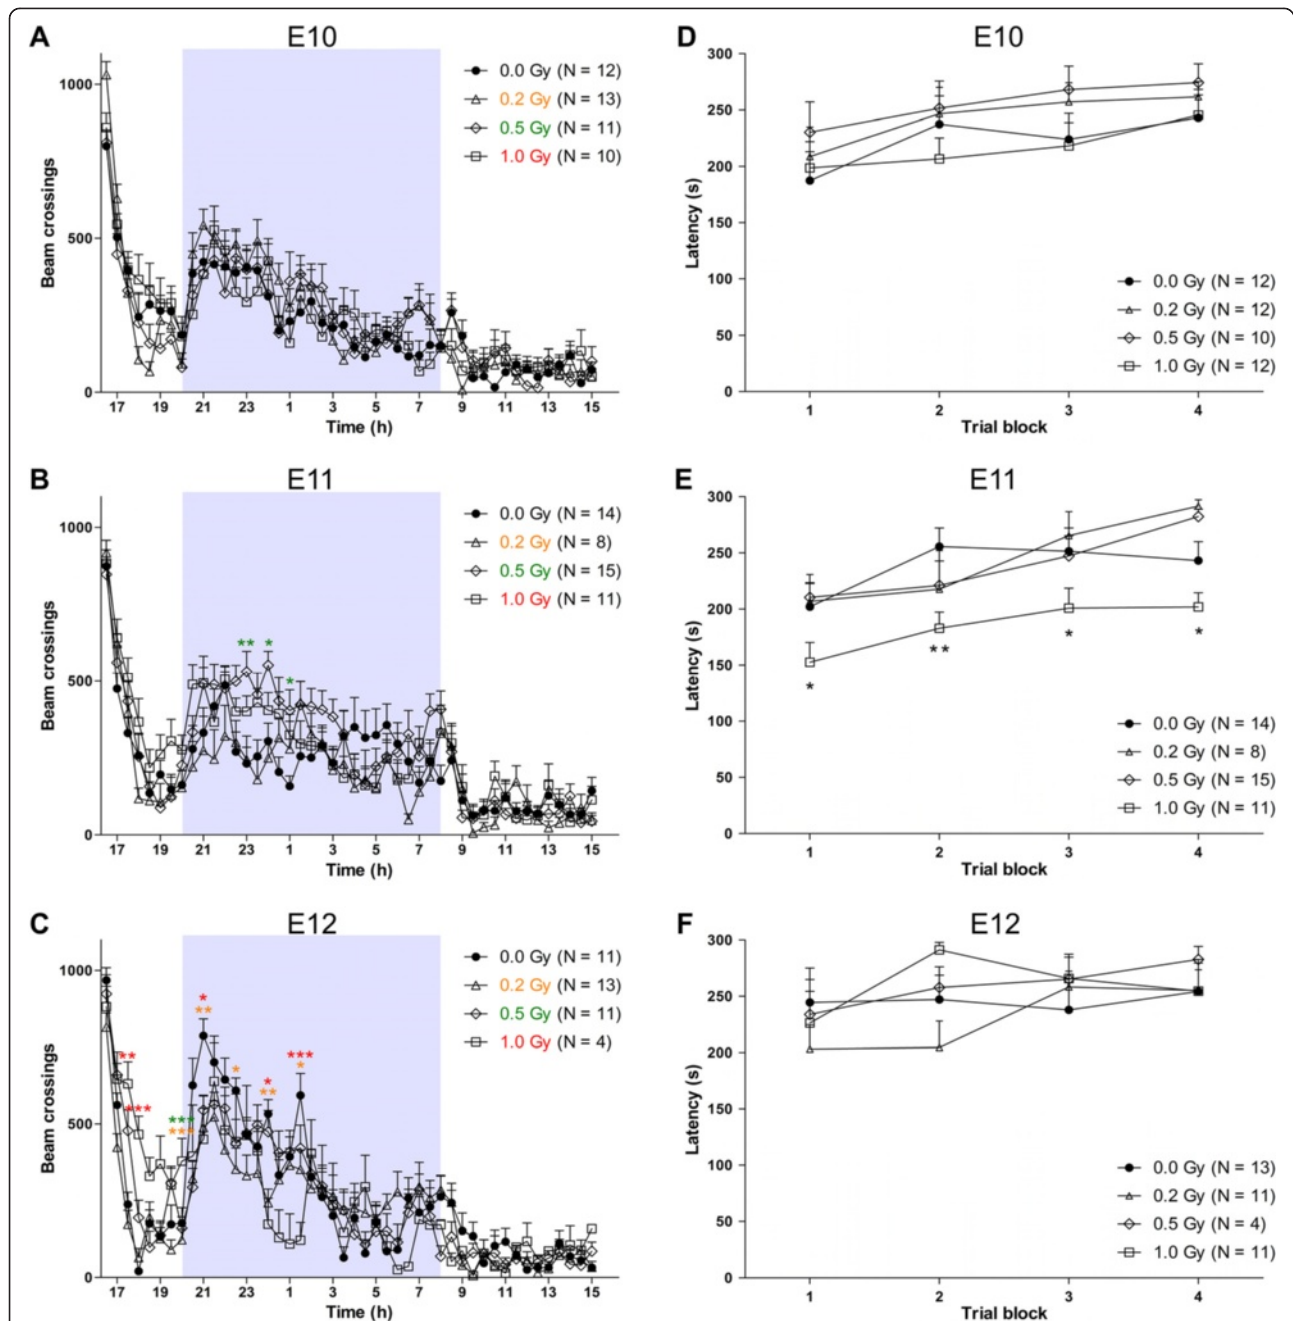 A E10
Beam crossings
1000
500
0
0.0 Gy (N = 12)
0.2 Gy (N = 13)
0.5 Gy (N = 11)
1.0 Gy (N = 10)
17 19 21 23 1 3 5 7 9 11 13 15
Time (h)
D E10
Latency (s)
300
250
200
150
100
50
0
0.0 Gy (N = 12)
0.2 Gy (N = 12)
0.5 Gy (N = 10)
1.0 Gy (N = 12)
1 2 3 4
Trial block
B E11
Beam crossings
1000
500
0
0.0 Gy (N = 14)
0.2 Gy (N = 8)
0.5 Gy (N = 15)
1.0 Gy (N = 11)
** * *
17 19 21 23 1 3 5 7 9 11 13 15
Time (h)
E E11
Latency (s)
300
250
200
150
100
50
0
* ** * *
0.0 Gy (N = 14)
0.2 Gy (N = 8)
0.5 Gy (N = 15)
1.0 Gy (N = 11)
1 2 3 4
Trial block
C E12
Beam crossings
1000
500
0
0.0 Gy (N = 11)
0.2 Gy (N = 13)
0.5 Gy (N = 11)
1.0 Gy (N = 4)
*
**
**
***
***
***
*
*
**
***
*
17 19 21 23 1 3 5 7 9 11 13 15
Time (h)
F E12
Latency (s)
300
250
200
150
100
50
0
0.0 Gy (N = 13)
0.2 Gy (N = 11)
0.5 Gy (N = 4)
1.0 Gy (N = 11)
1 2 3 4
Trial block